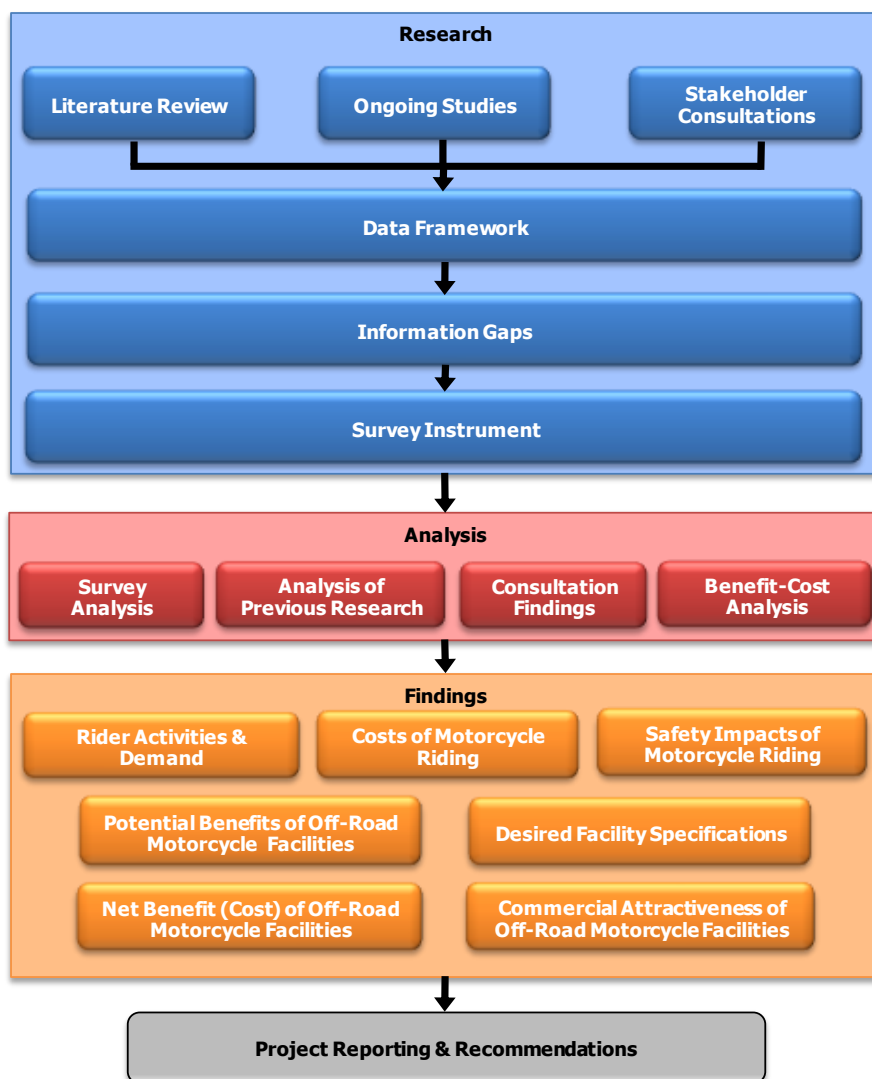 Research
Literature Review
Ongoing Studies
Stakeholder
Consultations
Data Framework
Information Gaps
Survey Instrument
Analysis
Survey
Analysis
Analysis of
Previous Research
Consultation
Findings
Benefit-Cost
Analysis
Findings
Rider Activities &
Demand
Costs of Motorcycle
Riding
Safety Impacts of
Motorcycle Riding
Potential Benefits of Off-Road
Motorcycle Facilities
Desired Facility Specifications
Net Benefit (Cost) of Off-Road
Motorcycle Facilities
Commercial Attractiveness of
Off-Road Motorcycle Facilities
Project Reporting & Recommendations